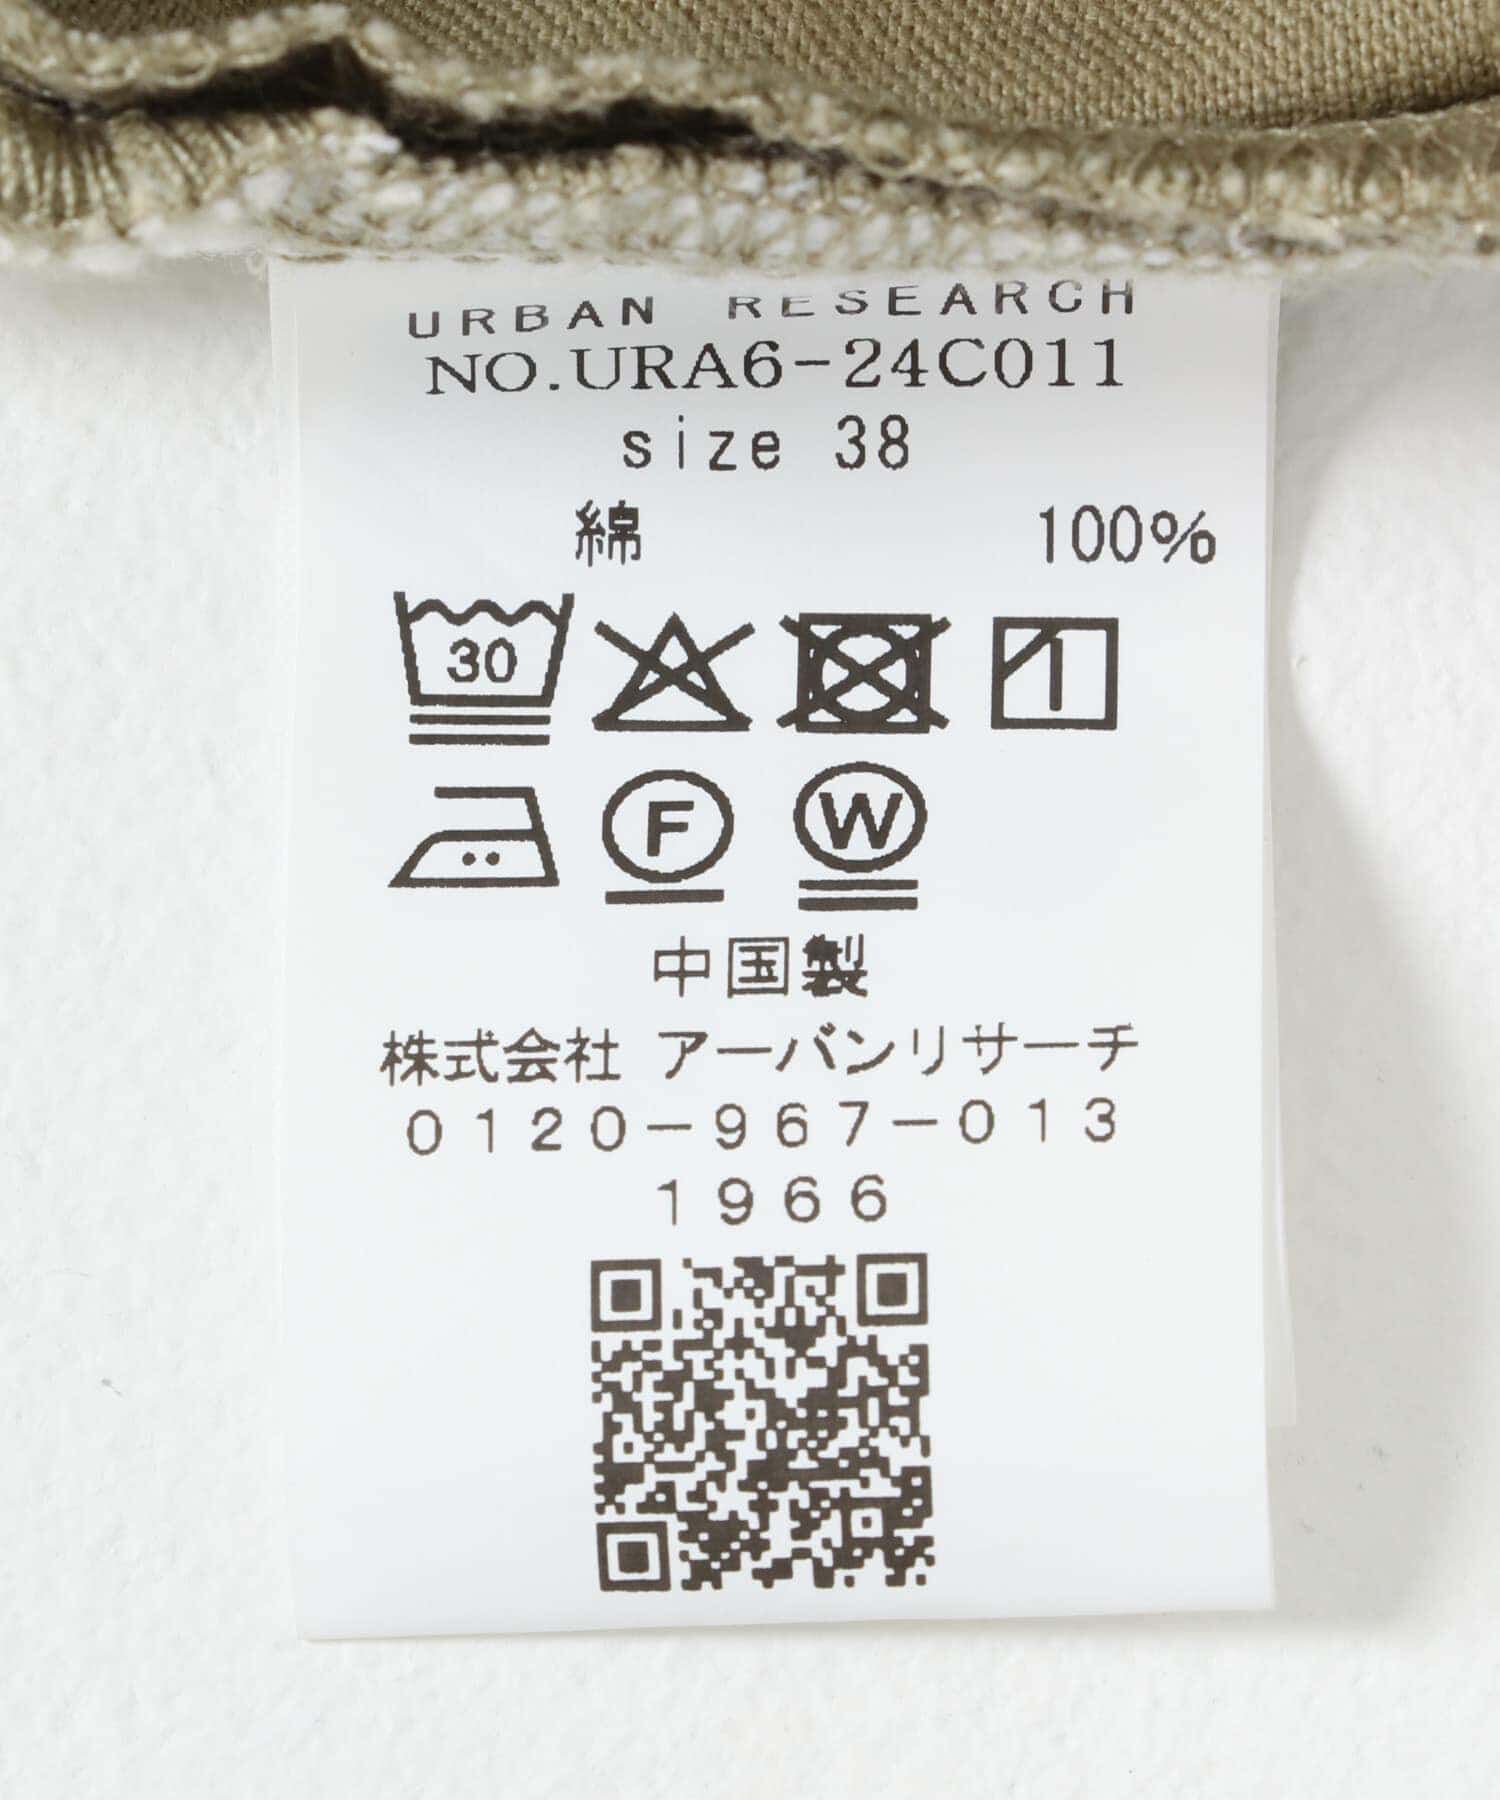 URBAN RESEARCH
NO.URA6-24C011
size 38
綿 100%
30
F W
中国製
株式会社 アーバンリサーチ
0120-967-013
1966